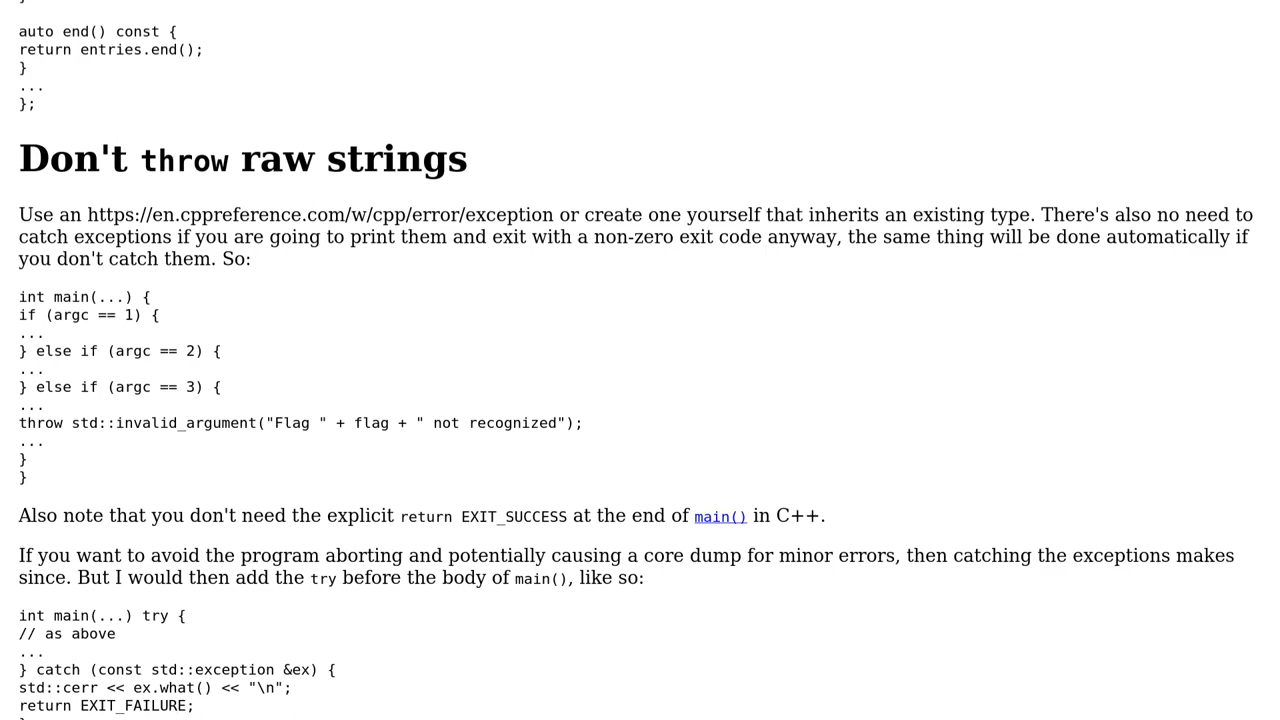 auto end() const {
return entries.end();
}
...
};
Don't throw raw strings
Use an https://en.cppreference.com/w/cpp/error/exception or create one yourself that inherits an existing type. There's also no need to
catch exceptions if you are going to print them and exit with a non-zero exit code anyway, the same thing will be done automatically if
you don't catch them. So:
int main(...) {
if (argc == 1) {
...
} else if (argc == 2) {
...
} else if (argc == 3) {
...
throw std::invalid_argument("Flag " + flag + " not recognized");
...
}
}
Also note that you don't need the explicit return EXIT_SUCCESS at the end of main() in C++.
If you want to avoid the program aborting and potentially causing a core dump for minor errors, then catching the exceptions makes
since. But I would then add the try before the body of main(), like so:
int main(...) try {
// as above
...
} catch (const std::exception &ex) {
std::cerr << ex.what() << "\n";
return EXIT_FAILURE;